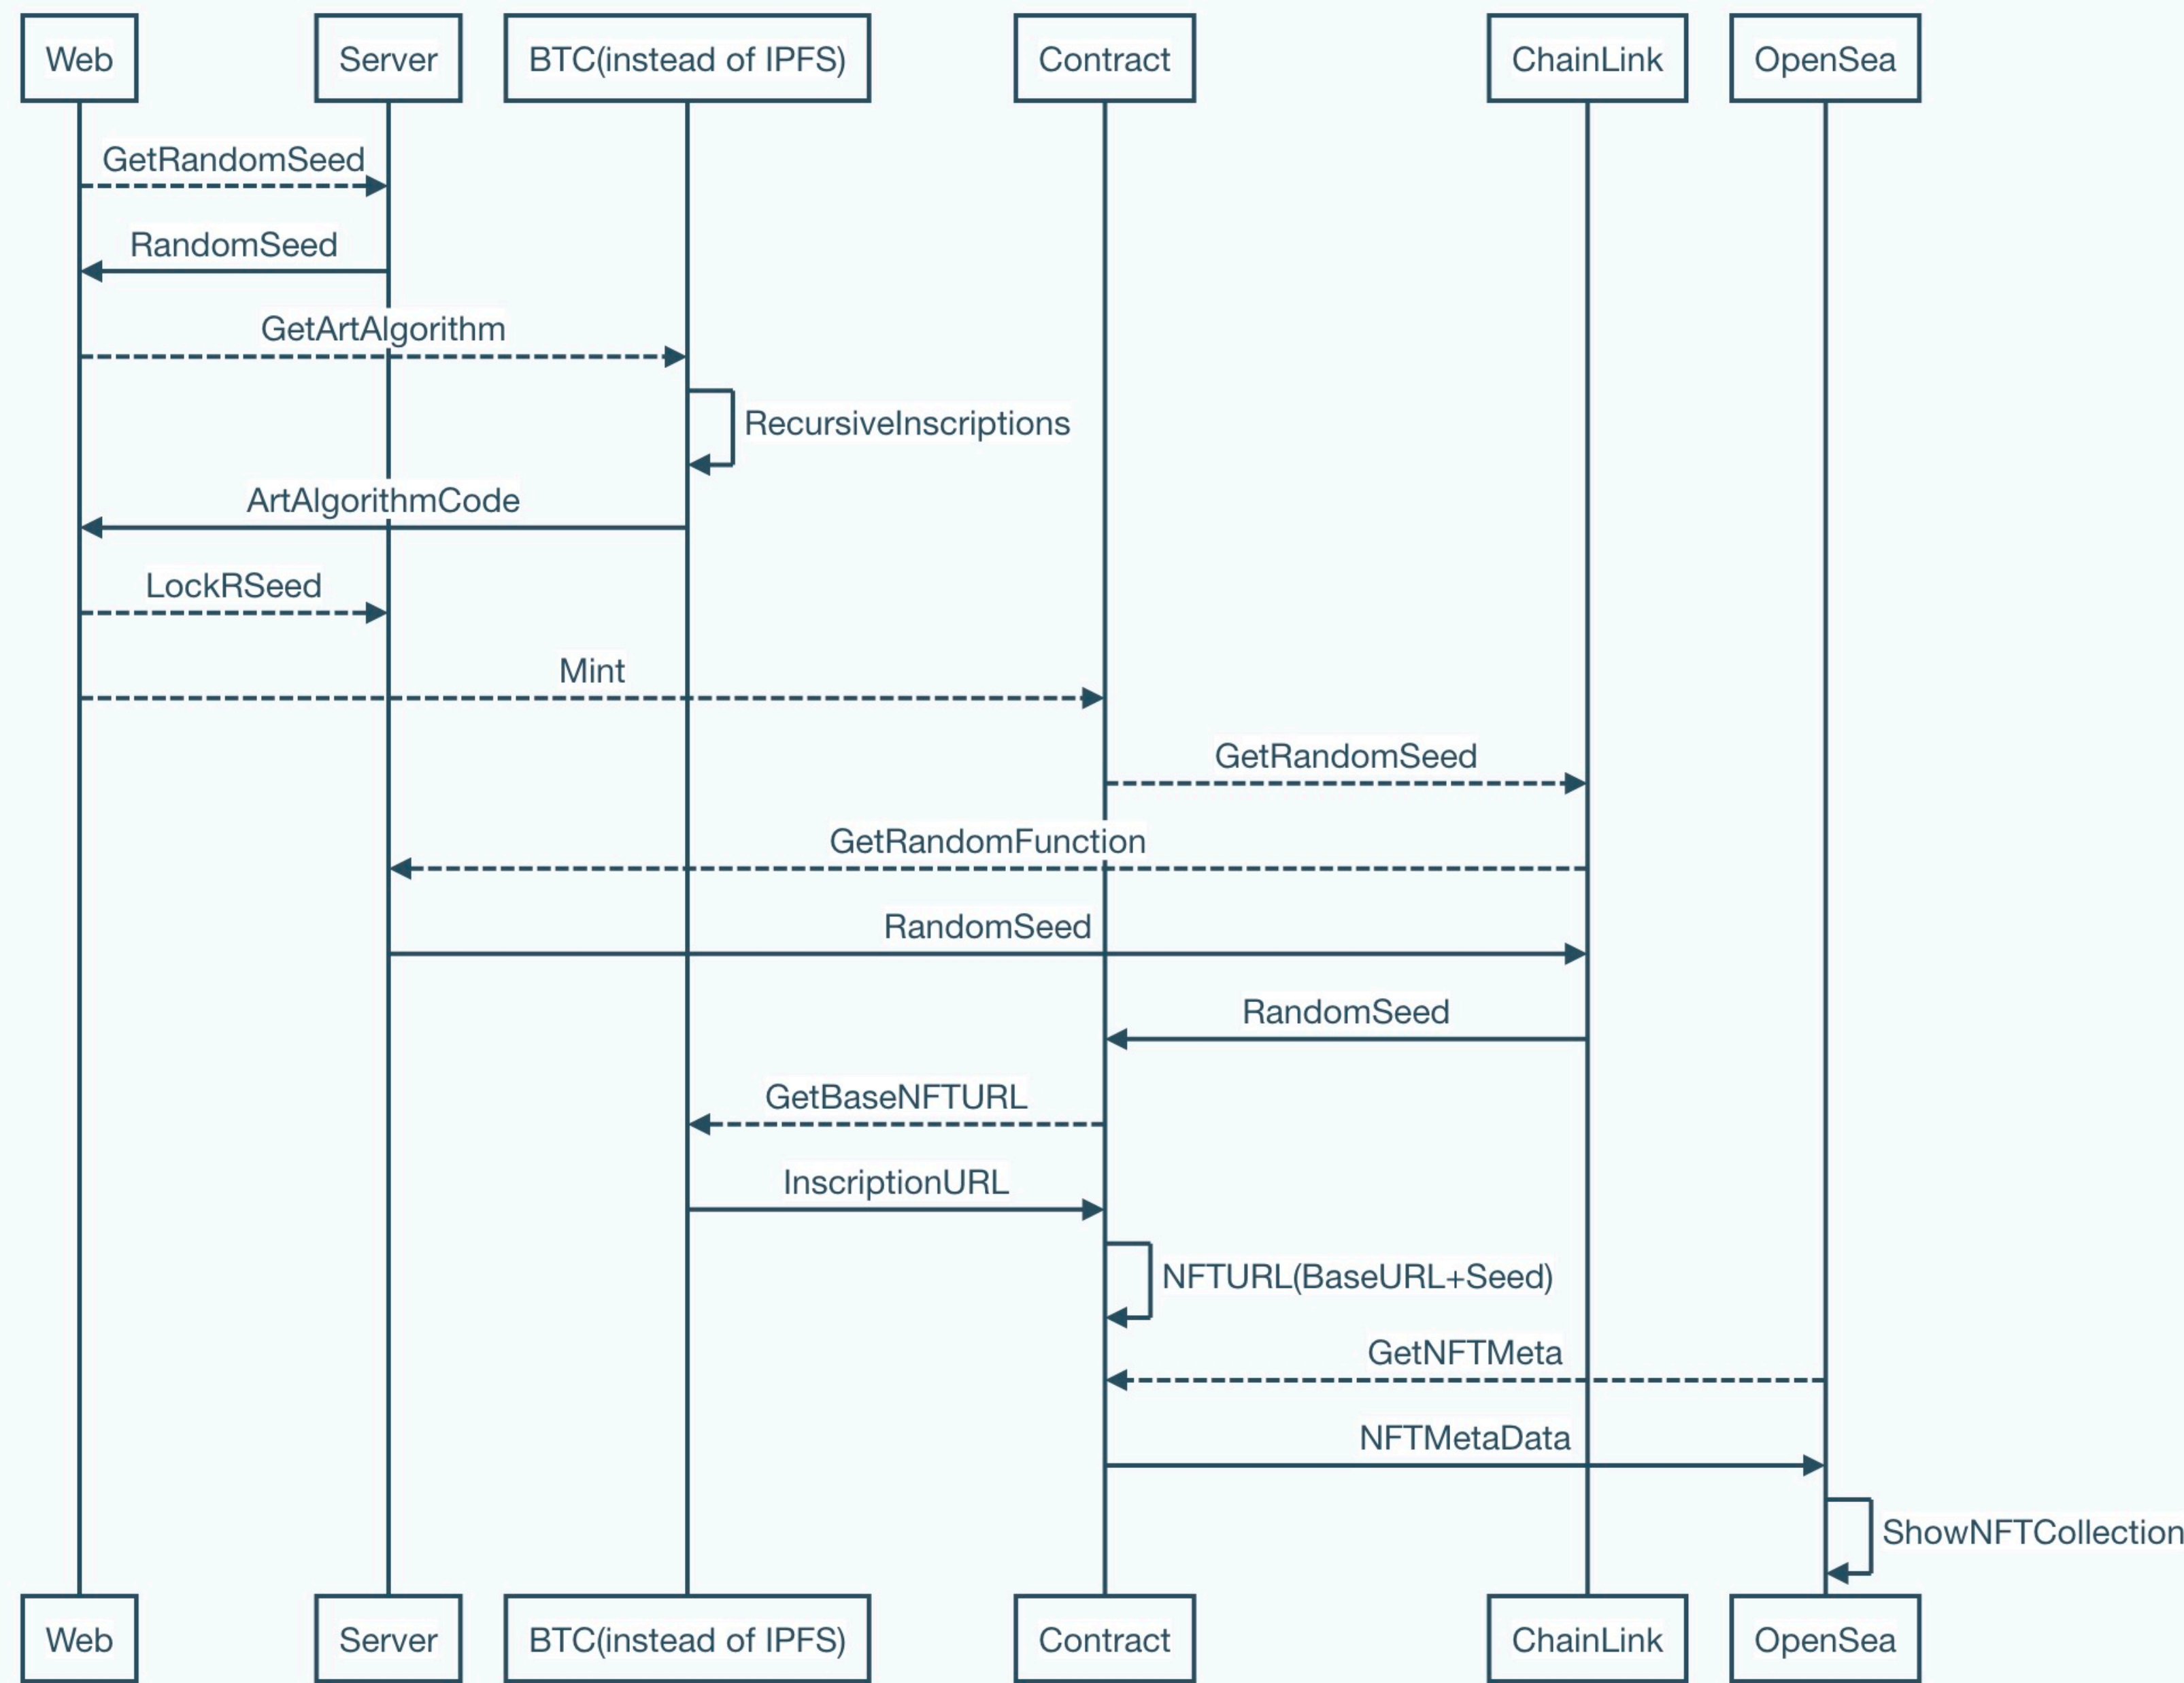 Web
Server
BTC(instead of IPFS)
Contract
ChainLink
OpenSea
GetRandomSeed
RandomSeed
GetArtAlgorithm
RecursiveInscriptions
ArtAlgorithmCode
LockRSeed
Mint
GetRandomSeed
GetRandomFunction
RandomSeed
RandomSeed
GetBaseNFTURL
InscriptionURL
NFTURL(BaseURL+Seed)
GetNFTMeta
NFTMetaData
ShowNFTCollection
Web
Server
BTC(instead of IPFS)
Contract
ChainLink
OpenSea